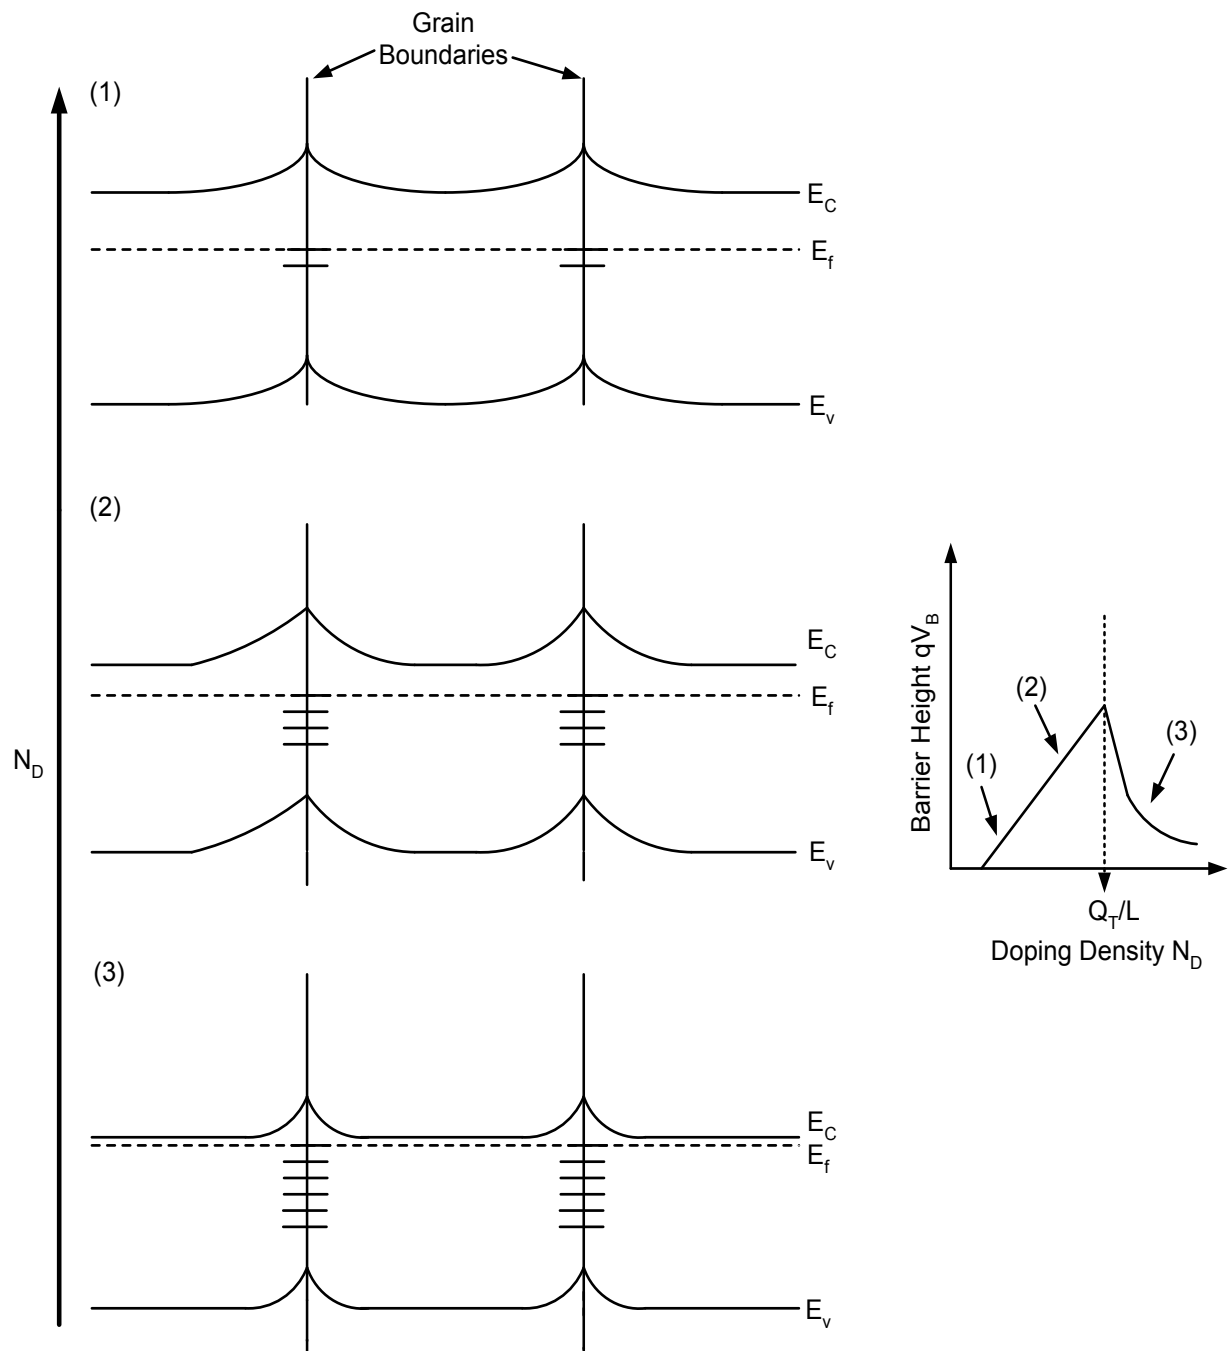 Grain
Boundaries
(1)
E_C
E_f
E_v
(2)
E_C
E_f
E_v
N_D
(3)
E_C
E_f
E_v
Barrier Height qV_B
(1)
(2)
(3)
Q_T/L
Doping Density N_D